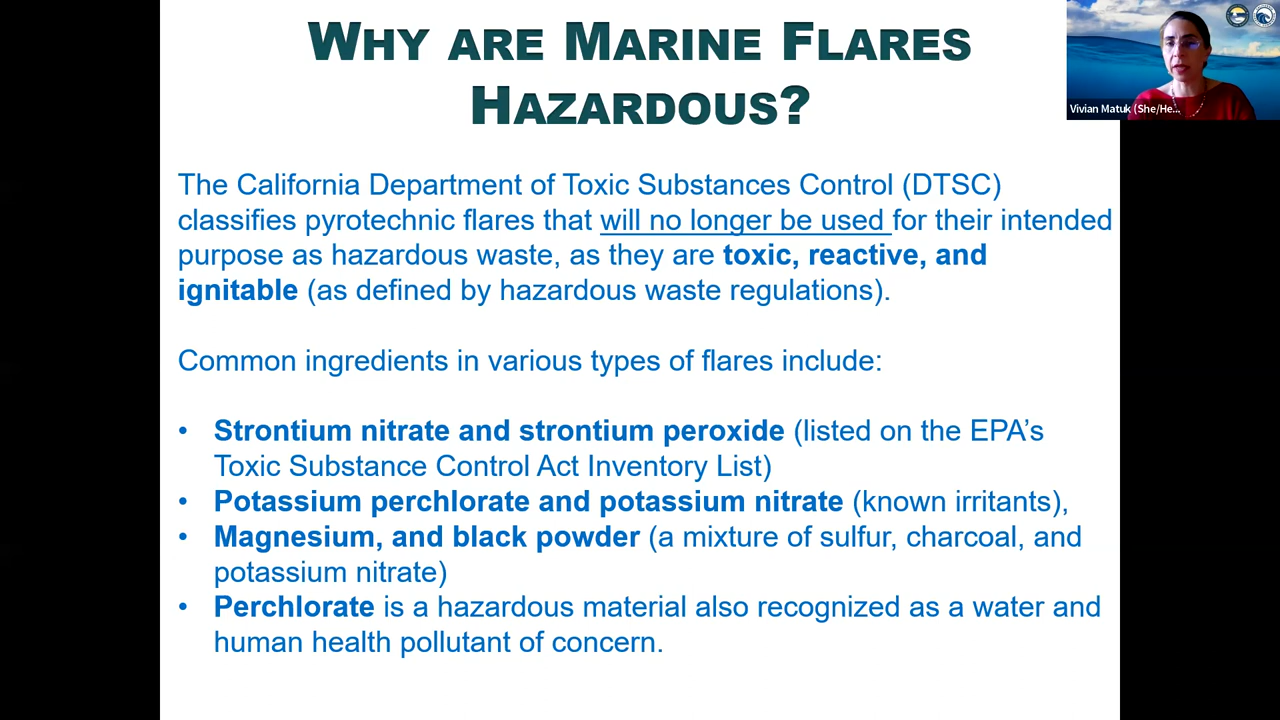 WHY ARE MARINE FLARES
HAZARDOUS?
Vivian Matuk (She/He...
The California Department of Toxic Substances Control (DTSC)
classifies pyrotechnic flares that will no longer be used for their intended
purpose as hazardous waste, as they are toxic, reactive, and
ignitable (as defined by hazardous waste regulations).
Common ingredients in various types of flares include:
• Strontium nitrate and strontium peroxide (listed on the EPA’s
Toxic Substance Control Act Inventory List)
• Potassium perchlorate and potassium nitrate (known irritants),
• Magnesium, and black powder (a mixture of sulfur, charcoal, and
potassium nitrate)
• Perchlorate is a hazardous material also recognized as a water and
human health pollutant of concern.